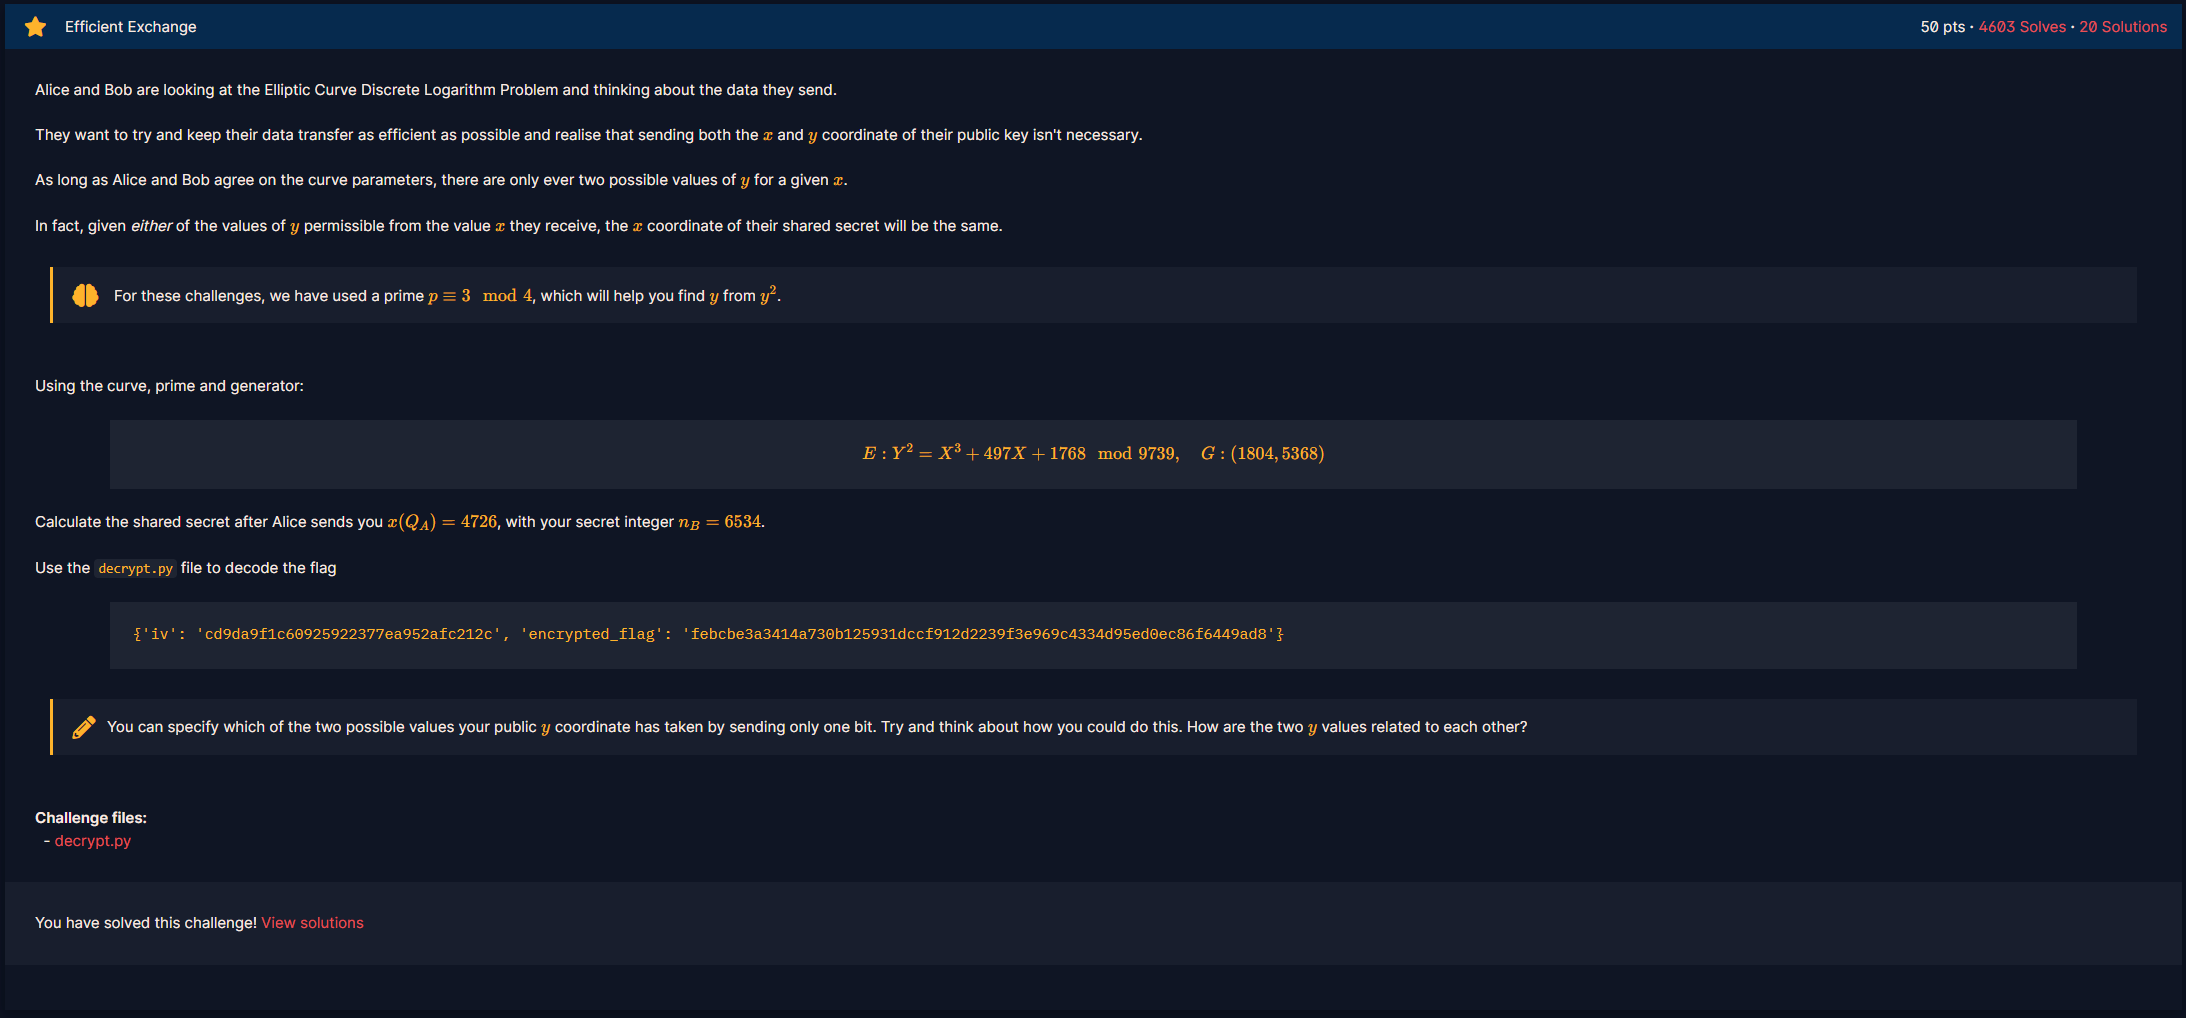 Efficient Exchange
50 pts · 4603 Solves · 20 Solutions
Alice and Bob are looking at the Elliptic Curve Discrete Logarithm Problem and thinking about the data they send.
They want to try and keep their data transfer as efficient as possible and realise that sending both the x and y coordinate of their public key isn't necessary.
As long as Alice and Bob agree on the curve parameters, there are only ever two possible values of y for a given x.
In fact, given either of the values of y permissible from the value x they receive, the x coordinate of their shared secret will be the same.
For these challenges, we have used a prime p ≡ 3 mod 4, which will help you find y from y².
Using the curve, prime and generator:
E : Y² = X³ + 497X + 1768 mod 9739, G : (1804, 5368)
Calculate the shared secret after Alice sends you x(Q_A) = 4726, with your secret integer n_B = 6534.
Use the decrypt.py file to decode the flag
{'iv': 'cd9da9f1c60925922377ea952afc212c', 'encrypted_flag': 'febcbe3a3414a730b125931dccf912d2239f3e969c4334d95ed0ec86f6449ad8'}
You can specify which of the two possible values your public y coordinate has taken by sending only one bit. Try and think about how you could do this. How are the two y values related to each other?
Challenge files:
- decrypt.py
You have solved this challenge! View solutions